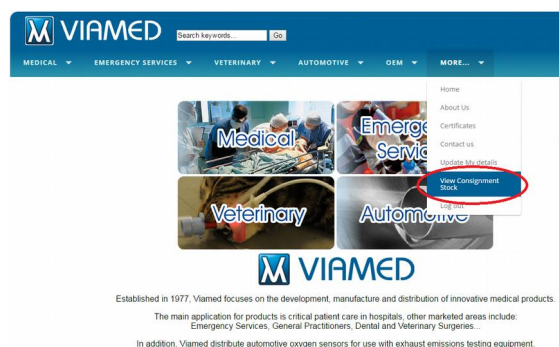 VIAMED
Search keywords...
Go
MEDICAL
EMERGENCY SERVICES
VETERINARY
AUTOMOTIVE
OEM
MORE...
Home
About Us
Certificates
Contact us
Update My details
View Consignment
Stock
Log out
Medical
Emerge
Servic
Veterinary
Automotive
VIAMED
Established in 1977, Viamed focuses on the development, manufacture and distribution of innovative medical products.
The main application for products is critical patient care in hospitals, other marketed areas include:
Emergency Services, General Practitioners, Dental and Veterinary Surgeries...
In addition, Viamed distribute automotive oxygen sensors for use with exhaust emissions testing equipment.